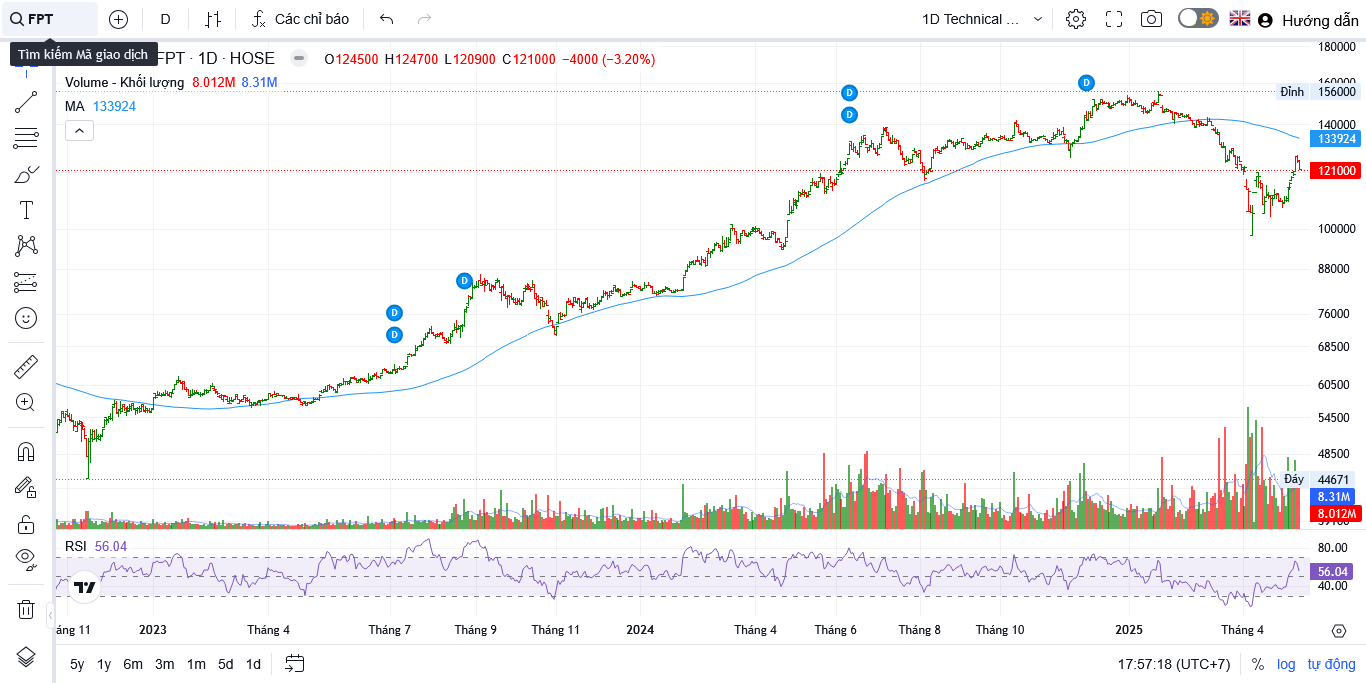 FPT D Các chỉ báo 1D Technical ... Hướng dẫn
Tìm kiếm Mã giao dịch
FPT · 1D · HOSE O124500 H124700 L120900 C121000 −4000 (−3.20%)
Volume - Khối lượng 8.012M 8.31M
MA 133924
D
D
D
D
D
D
180000
160000
Đỉnh 156000
140000
133924
121000
100000
88000
76000
68500
60500
54500
48500
Đáy 44671
8.31M
8.012M
RSI 56.04
80.00
56.04
40.00
áng 11 2023 Tháng 4 Tháng 7 Tháng 9 Tháng 11 2024 Tháng 4 Tháng 6 Tháng 8 Tháng 10 2025 Tháng 4
5y 1y 6m 3m 1m 5d 1d 17:57:18 (UTC+7) % log tự động